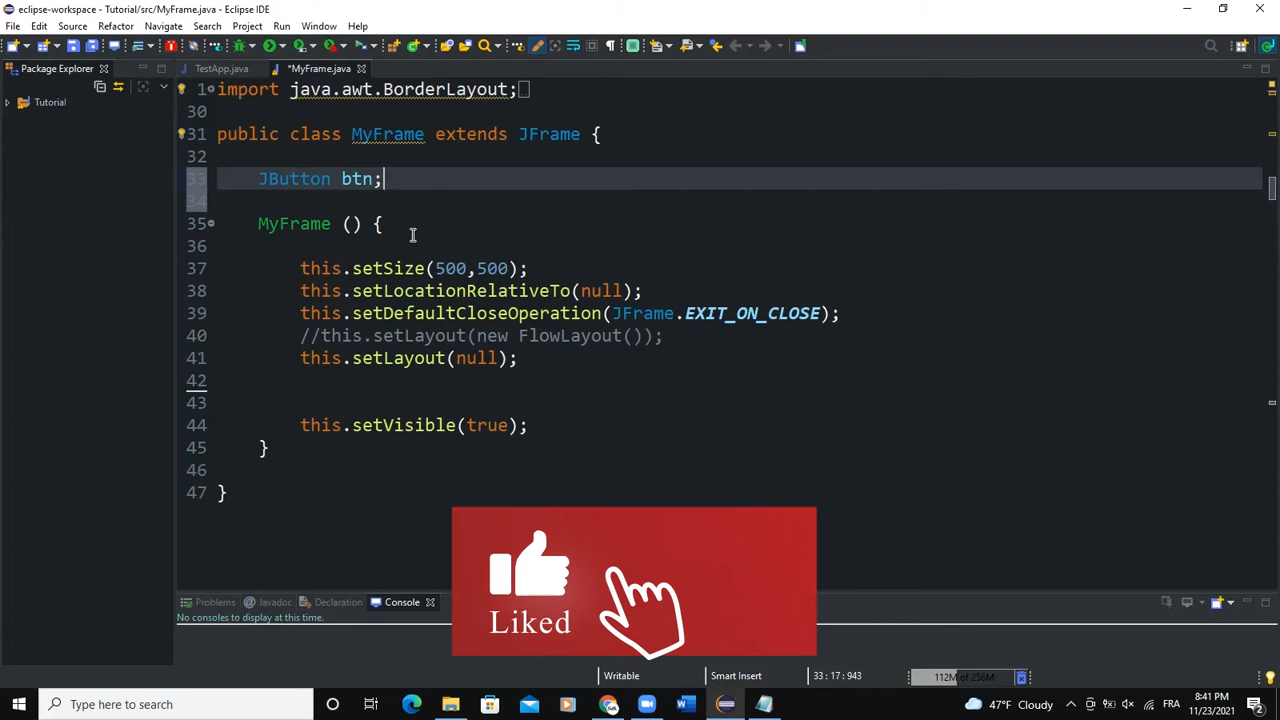 eclipse-workspace - Tutorial/src/MyFrame.java - Eclipse IDE
File Edit Source Refactor Navigate Search Project Run Window Help
Package Explorer
TestApp.java *MyFrame.java
Tutorial
1 import java.awt.BorderLayout;
30
31 public class MyFrame extends JFrame {
32
33 JButton btn;
34
35 MyFrame () {
36
37 this.setSize(500,500);
38 this.setLocationRelativeTo(null);
39 this.setDefaultCloseOperation(JFrame.EXIT_ON_CLOSE);
40 //this.setLayout(new FlowLayout());
41 this.setLayout(null);
42
43
44 this.setVisible(true);
45 }
46
47 }
Liked
Problems @ Javadoc Declaration Console
No consoles to display at this time.
Writable Smart Insert 33 : 17 : 943 112M of 256M
Type here to search
47°F Cloudy FRA 8:41 PM
11/23/2021
2